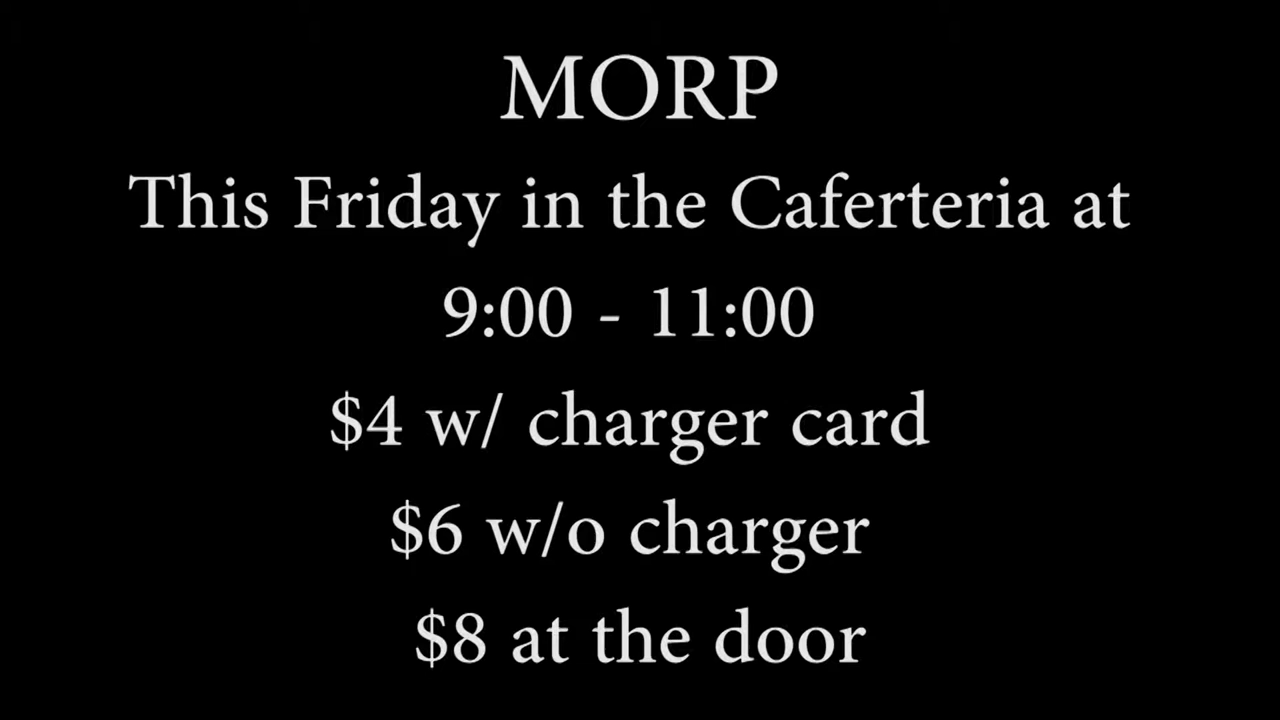 MORP
This Friday in the Caferteria at
9:00 - 11:00
$4 w/ charger card
$6 w/o charger
$8 at the door